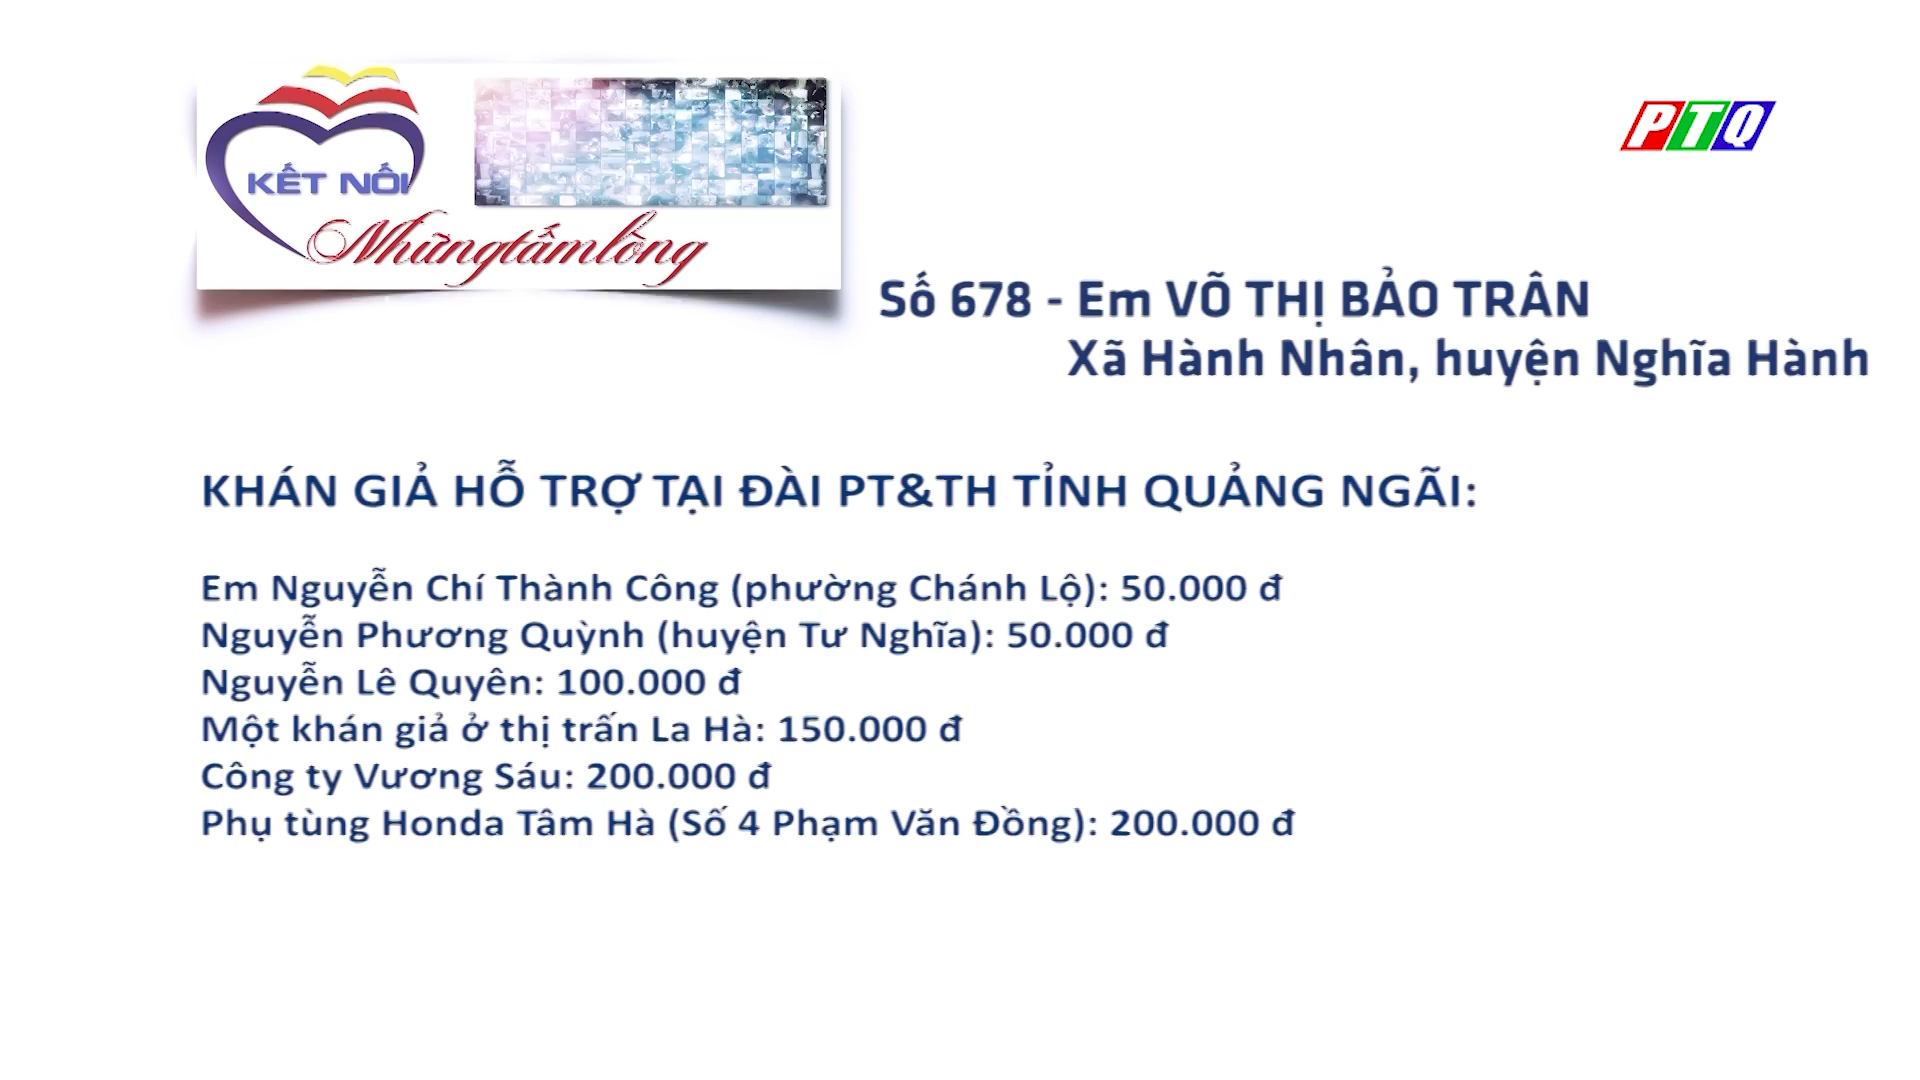 KẾT NỐI
Những tấm lòng
PTQ
Số 678 - Em VÕ THỊ BẢO TRÂN
Xã Hành Nhân, huyện Nghĩa Hành
KHÁN GIẢ HỖ TRỢ TẠI ĐÀI PT&TH TỈNH QUẢNG NGÃI:
Em Nguyễn Chí Thành Công (phường Chánh Lộ): 50.000 đ
Nguyễn Phương Quỳnh (huyện Tư Nghĩa): 50.000 đ
Nguyễn Lê Quyên: 100.000 đ
Một khán giả ở thị trấn La Hà: 150.000 đ
Công ty Vương Sáu: 200.000 đ
Phụ tùng Honda Tâm Hà (Số 4 Phạm Văn Đồng): 200.000 đ